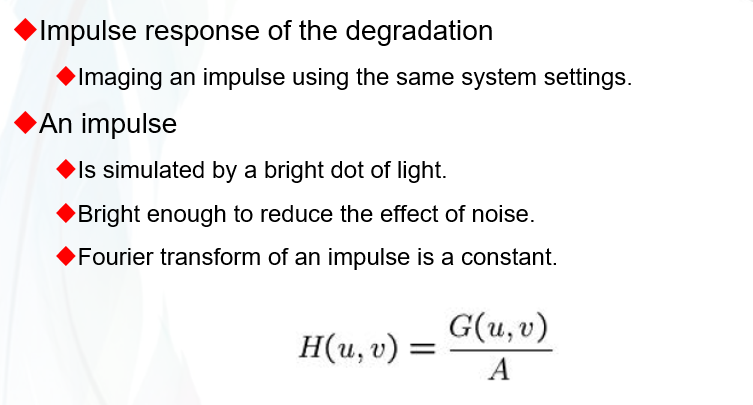 ◆Impulse response of the degradation
◆Imaging an impulse using the same system settings.
◆An impulse
◆Is simulated by a bright dot of light.
◆Bright enough to reduce the effect of noise.
◆Fourier transform of an impulse is a constant.
H(u, v) = G(u, v) / A